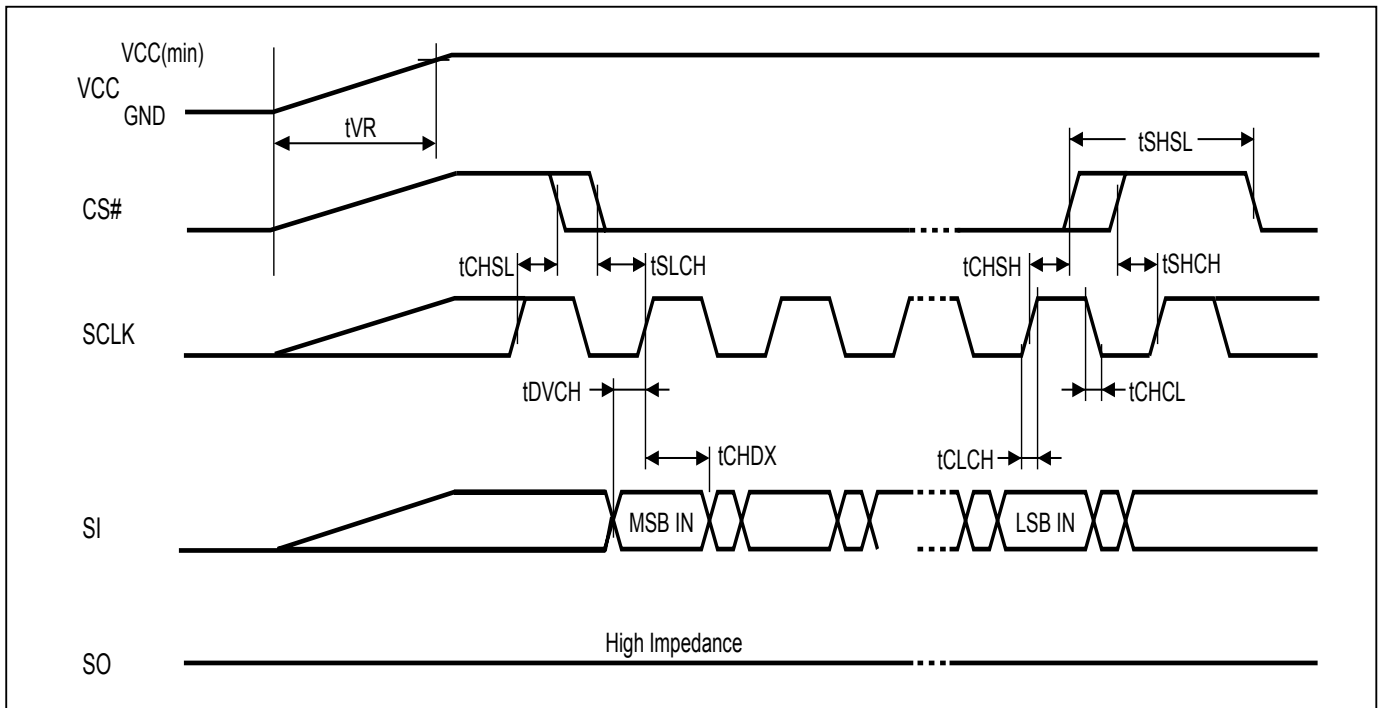 VCC(min)
VCC
GND
tVR
tSHSL
CS#
tCHSL
tSLCH
tCHSH
tSHCH
SCLK
tDVCH
tCHCL
tCHDX
tCLCH
SI
MSB IN
LSB IN
High Impedance
SO